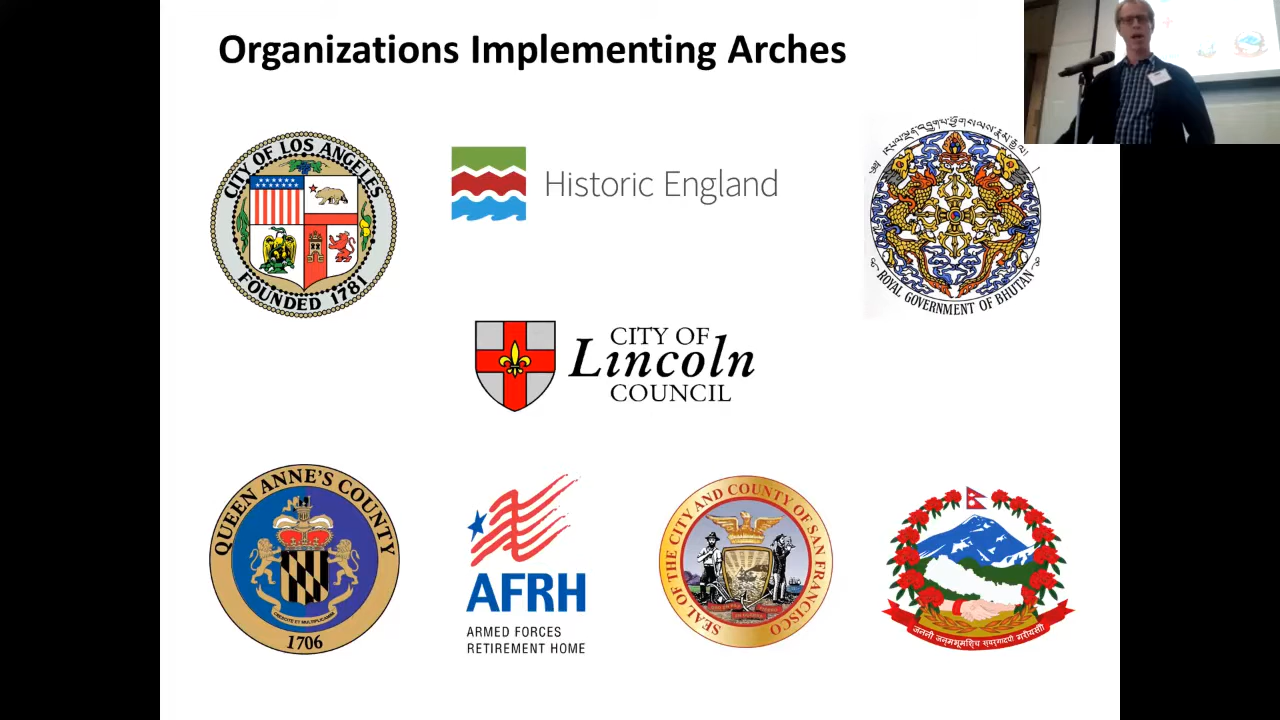 Organizations Implementing Arches
CITY OF LOS ANGELES
FOUNDED 1781
Historic England
ROYAL GOVERNMENT OF BHUTAN
CITY OF
Lincoln
COUNCIL
QUEEN ANNE'S COUNTY
1706
AFRH
ARMED FORCES
RETIREMENT HOME
SEAL OF THE CITY AND COUNTY OF SAN FRANCISCO